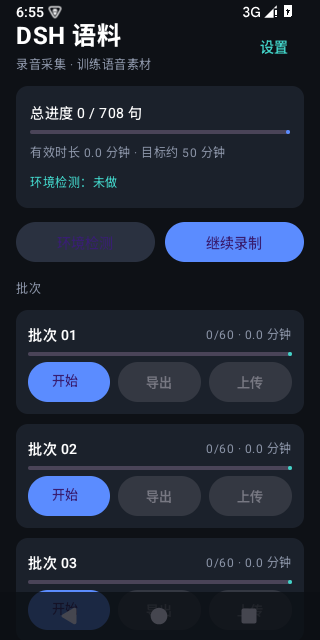 6:55
3G
DSH 语料
设置
录音采集 · 训练语音素材
总进度 0 / 708 句
有效时长 0.0 分钟 · 目标约 50 分钟
环境检测：未做
继续录制
批次
批次 01
0/60 · 0.0 分钟
开始
导出
上传
批次 02
0/60 · 0.0 分钟
开始
导出
上传
批次 03
0/60 · 0.0 分钟
开始
上传